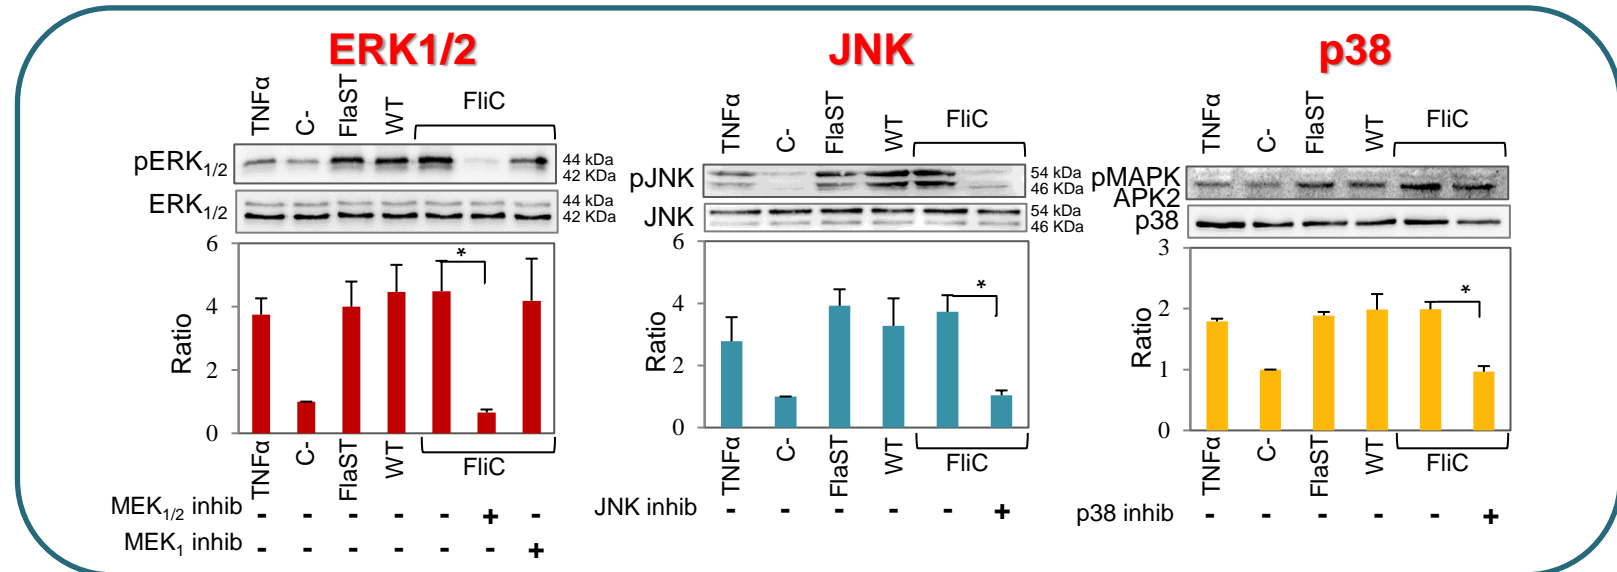 ERK1/2
TNFα C- FlaST WT FliC
pERK1/2 44 kDa
42 KDa
ERK1/2 44 kDa
42 KDa
6
4
2
0
Ratio
*
TNFα C- FlaST WT FliC
MEK1/2 inhib - - - - - + -
MEK1 inhib - - - - - - +
JNK
TNFα C- FlaST WT FliC
pJNK 54 kDa
46 KDa
JNK 54 kDa
46 KDa
6
4
2
0
Ratio
*
TNFα C- FlaST WT FliC
JNK inhib - - - - - +
p38
TNFα C- FlaST WT FliC
pMAPK
APK2
p38
3
2
1
0
Ratio
*
TNFα C- FlaST WT FliC
p38 inhib - - - - - +